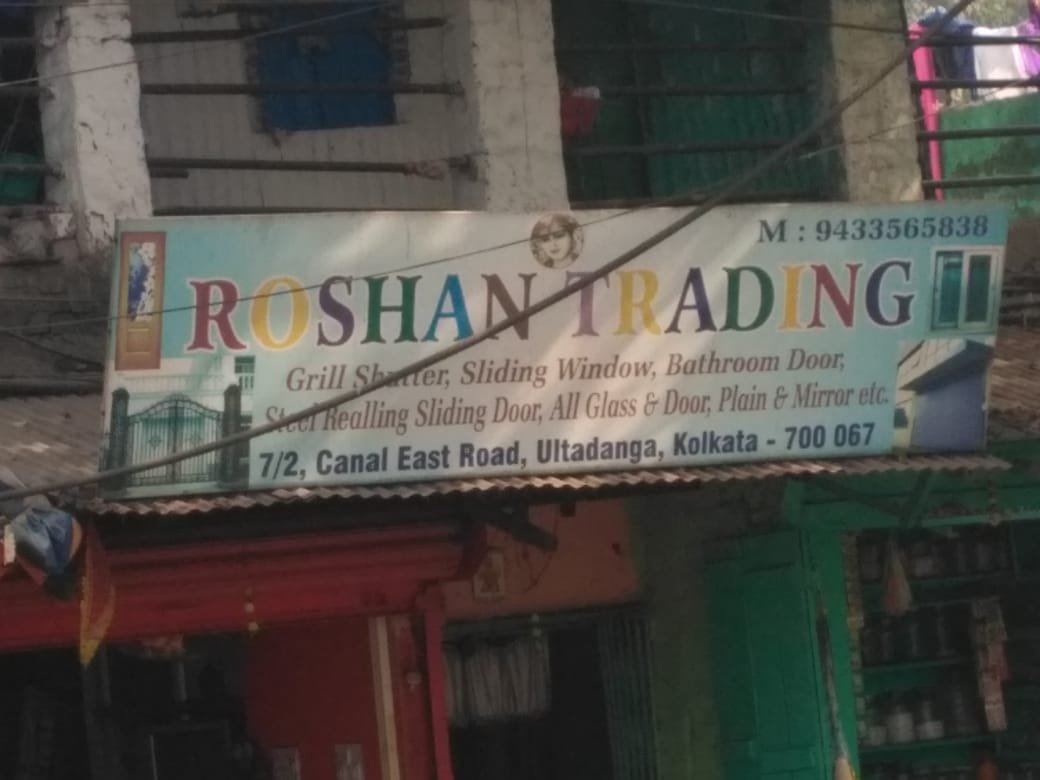 M : 9433565838
ROSHAN TRADING
Grill Shutter, Sliding Window, Bathroom Door,
Steel Realling Sliding Door, All Glass & Door, Plain & Mirror etc.
7/2, Canal East Road, Ultadanga, Kolkata - 700 067